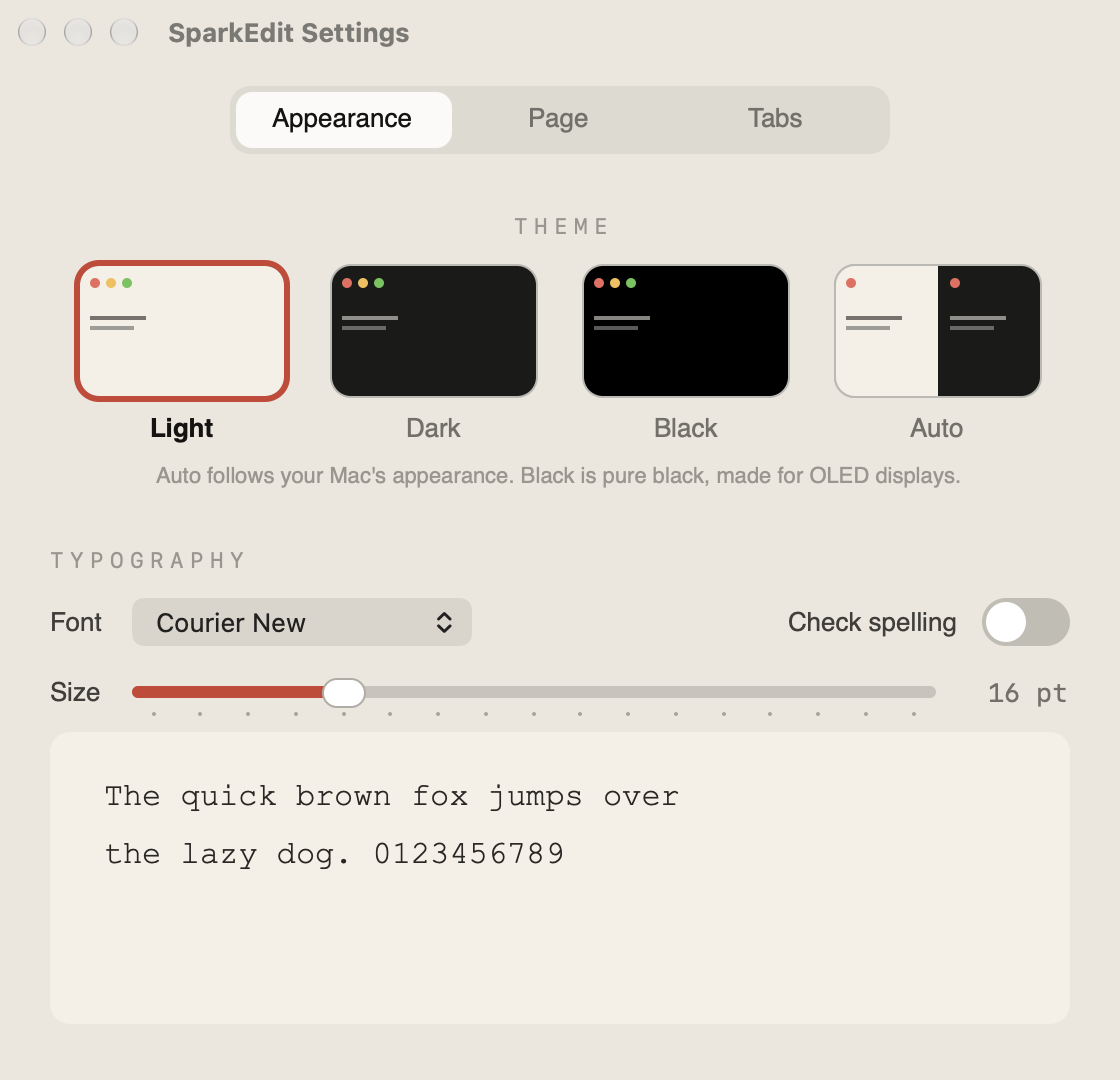 SparkEdit Settings
Appearance Page Tabs
THEME
Light Dark Black Auto
Auto follows your Mac's appearance. Black is pure black, made for OLED displays.
TYPOGRAPHY
Font Courier New Check spelling
Size 16 pt
The quick brown fox jumps over
the lazy dog. 0123456789